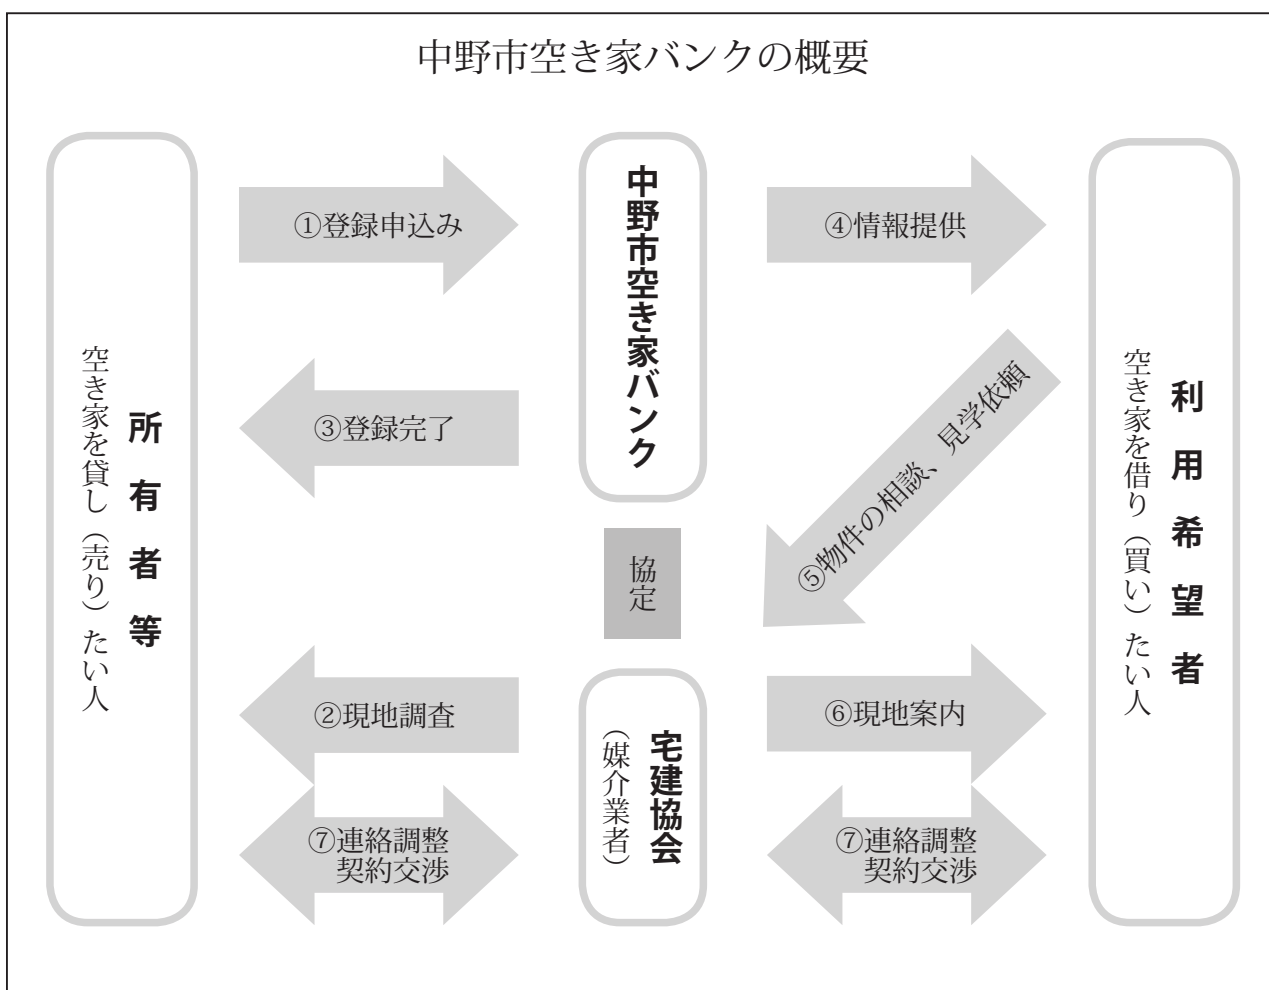 中野市空き家バンクの概要
所有者等
空き家を貸し（売り）たい人
①登録申込み
③登録完了
②現地調査
⑦連絡調整
契約交渉
中野市空き家バンク
協定
宅建協会
（媒介業者）
④情報提供
⑤物件の相談、見学依頼
⑥現地案内
⑦連絡調整
契約交渉
利用希望者
空き家を借り（買い）たい人